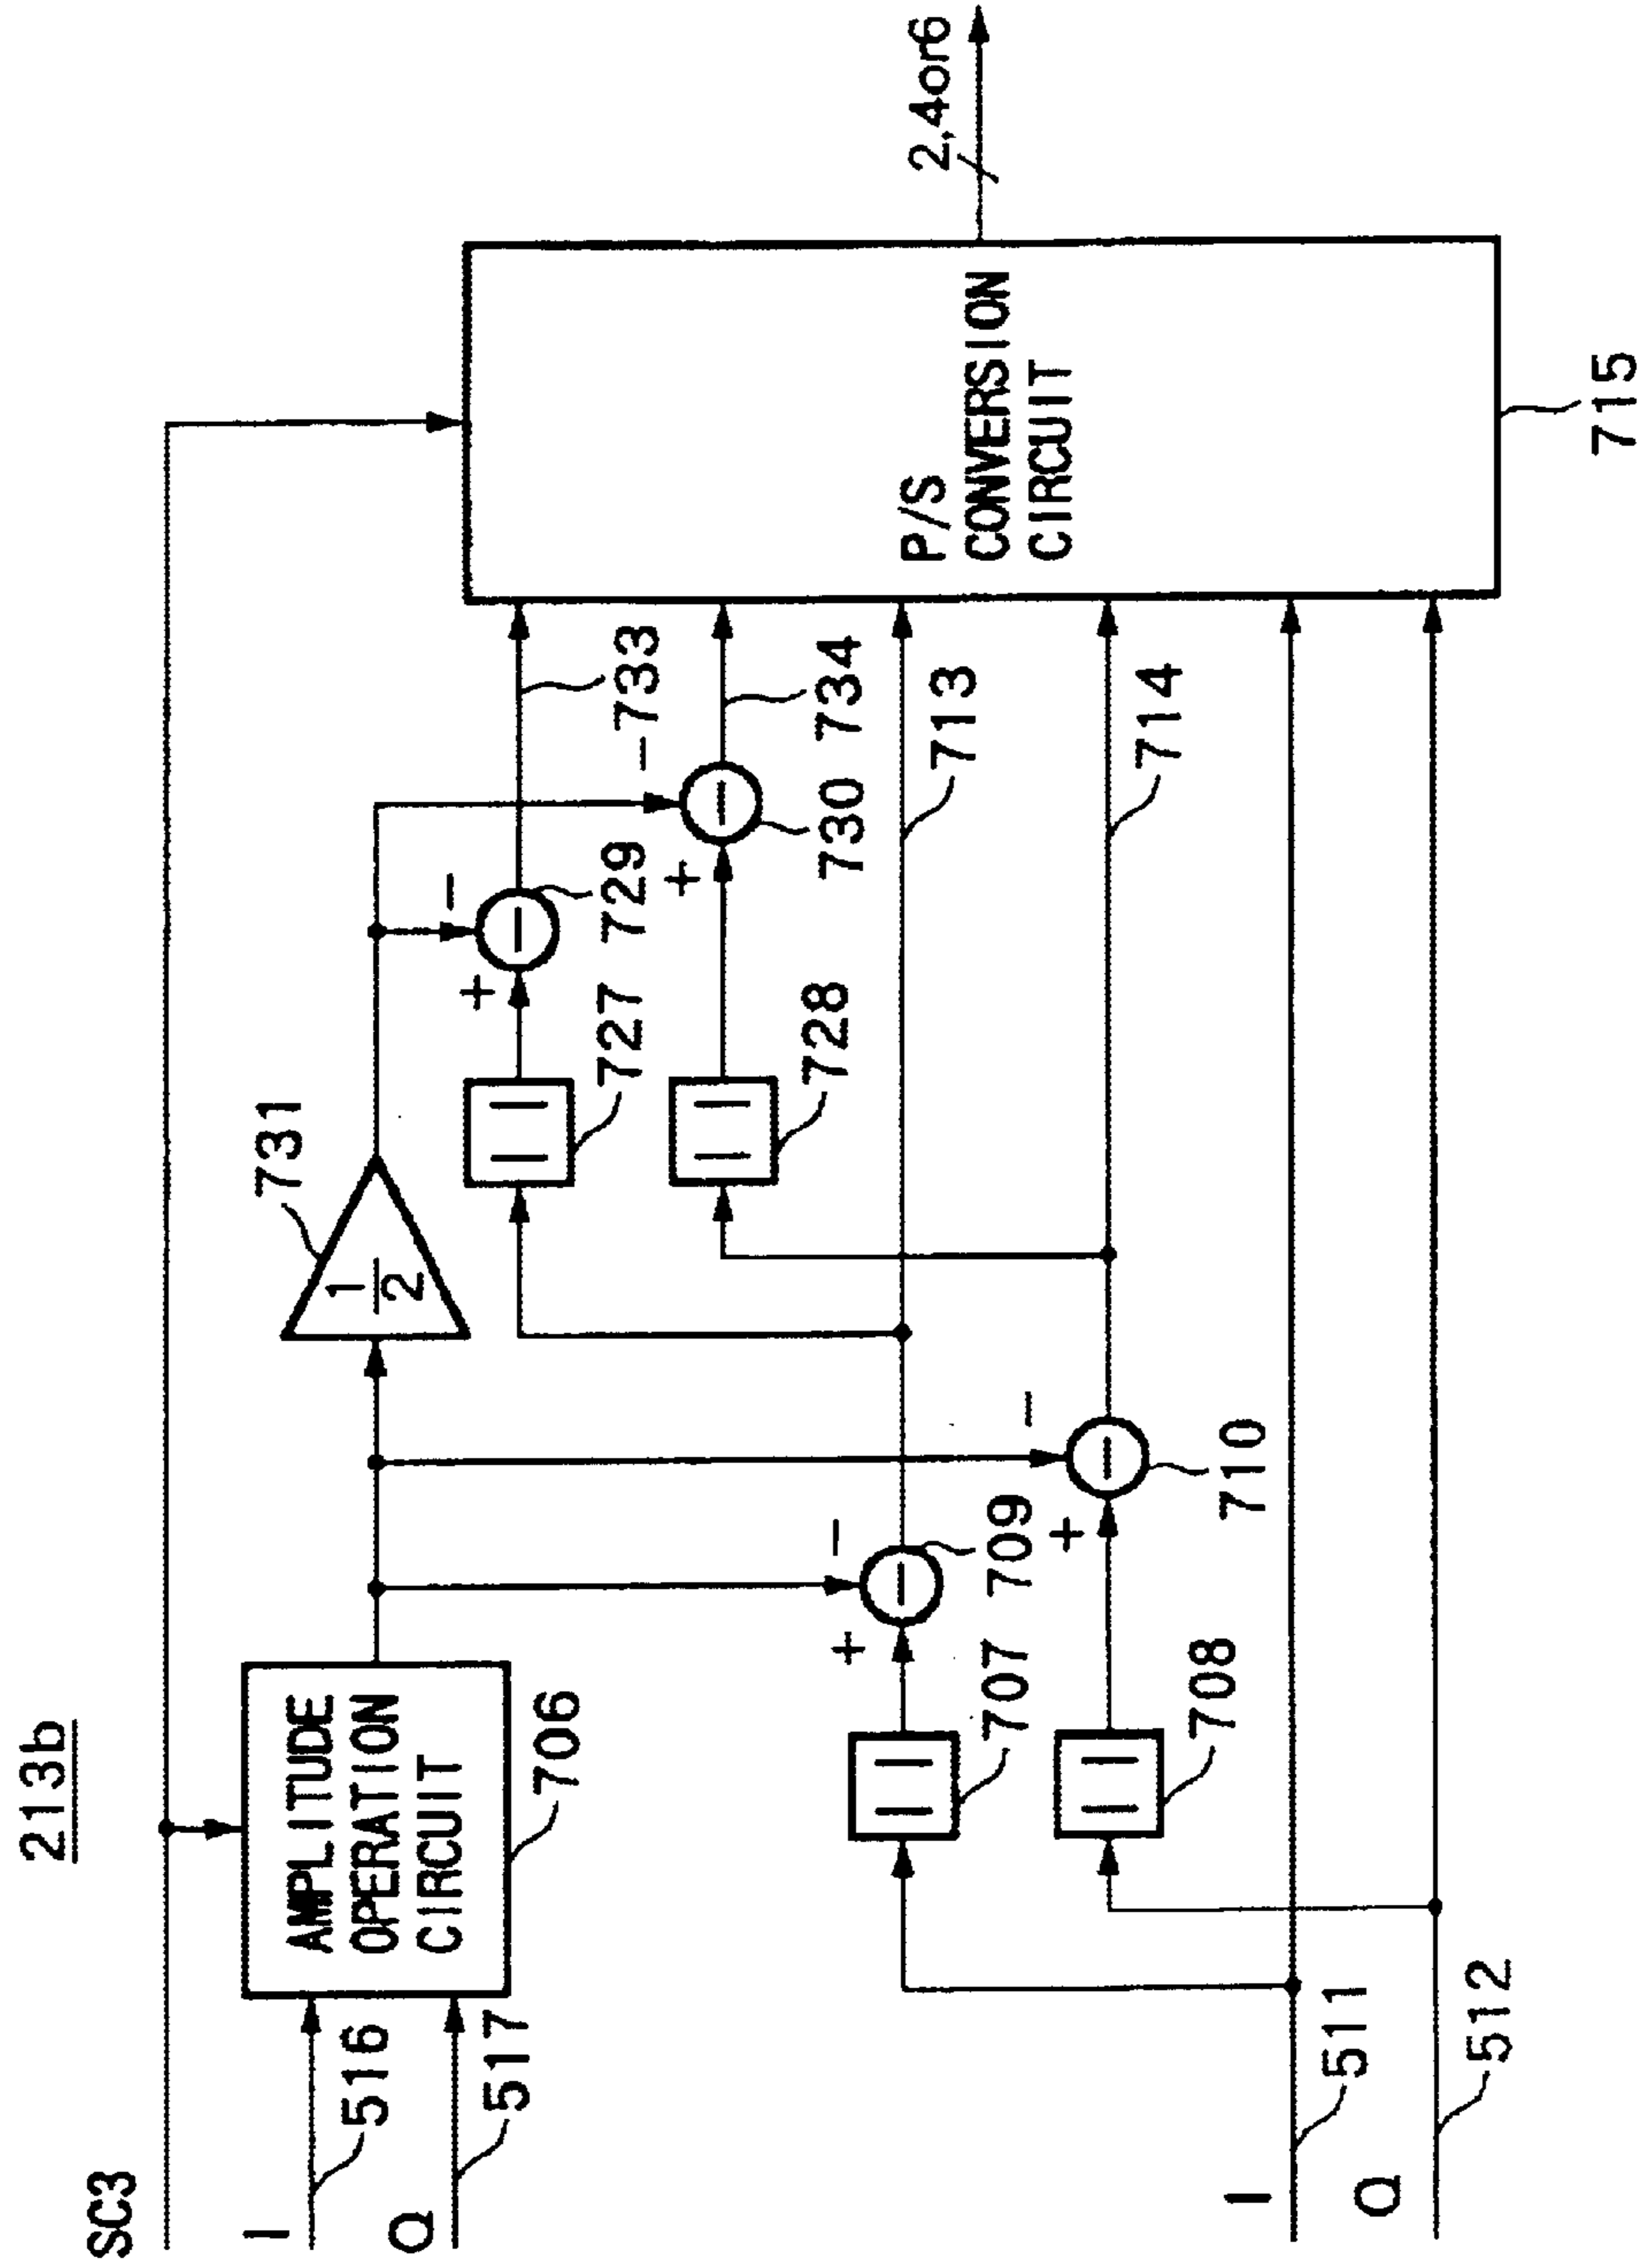 213b
SC3
I
516
Q
517
AMPLITUDE
OPERATION
CIRCUIT
706
1
2
731
+
-
-
729
727
733
+
-
-
730
728
734
+
-
-
709
707
713
+
-
-
710
708
714
I
511
Q
512
P/S
CONVERSION
CIRCUIT
715
2,4or6